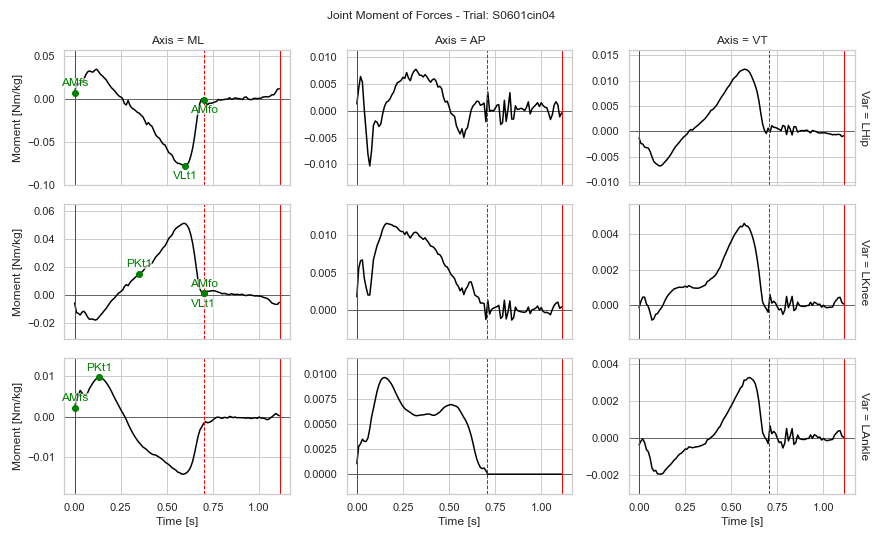 Joint Moment of Forces - Trial: S0601cin04
Axis = ML
Axis = AP
Axis = VT
Moment [Nm/kg]
0.05
0.00
−0.05
−0.10
AMfs
AMfo
VLt1
0.010
0.005
0.000
−0.005
−0.010
0.015
0.010
0.005
0.000
−0.005
−0.010
Var = LHip
Moment [Nm/kg]
0.06
0.04
0.02
0.00
−0.02
PKt1
AMfo
VLt1
0.010
0.005
0.000
0.004
0.002
0.000
Var = LKnee
Moment [Nm/kg]
0.01
0.00
−0.01
AMfs
PKt1
0.0100
0.0075
0.0050
0.0025
0.0000
0.004
0.002
0.000
−0.002
Var = LAnkle
0.00 0.25 0.50 0.75 1.00
0.00 0.25 0.50 0.75 1.00
0.00 0.25 0.50 0.75 1.00
Time [s]
Time [s]
Time [s]